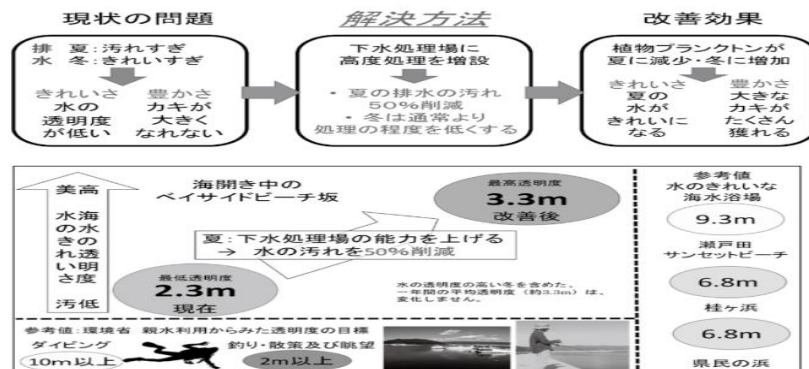 現状の問題
排 夏:汚れすぎ
水 冬:きれいすぎ
きれいさ
水の
透明度
が低い
豊かさ
カキが
大きく
なれない
解決方法
下水処理場に
高度処理を増設
・夏の排水の汚れ
50%削減
・冬は通常より
処理の程度を低くする
改善効果
植物プランクトンが
夏に減少・冬に増加
きれいさ
夏の
水が
きれいに
なる
豊かさ
大きな
カキが
たくさん
獲れる
美 高
水の美れいさ
海水の透明度
汚 低
海開き中の
ベイサイドビーチ坂
最高透明度
3.3m
改善後
夏:下水処理場の能力を上げる
→ 水の汚れを50%削減
最低透明度
2.3m
現在
水の透明度の高い冬を含めた、
一年間の平均透明度(約3.3m)は、
変化しません。
参考値:環境省 親水利用からみた透明度の目標
ダイビング
10m以上
釣り・散策及び眺望
2m以上
参考値
水のきれいな
海水浴場
9.3m
瀬戸田
サンセットビーチ
6.8m
桂ヶ浜
6.8m
県民の浜